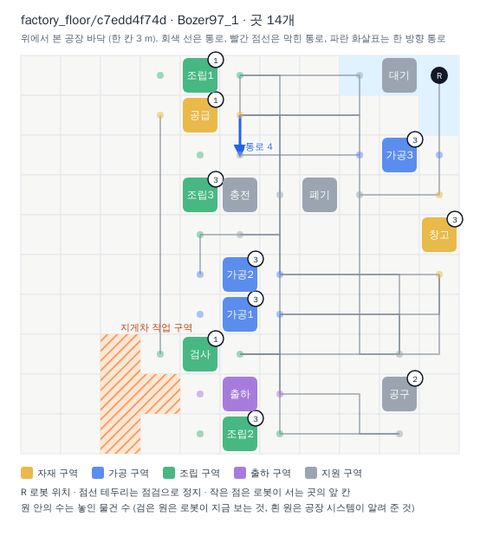 factory_floor/c7edd4f74d · Bozer97_1 · 곳 14개
위에서 본 공장 바닥 (한 칸 3 m). 회색 선은 통로, 빨간 점선은 막힌 통로, 파란 화살표는 한 방향 통로
조립1 1 대기 R
공급 1
통로 4 가공3 3
조립3 3 충전 폐기
창고 3
가공2 3
가공1 3
지게차 작업 구역
검사 1
출하 공구 2
조립2 3
자재 구역 가공 구역 조립 구역 출하 구역 지원 구역
R 로봇 위치 · 점선 테두리는 점검으로 정지 · 작은 점은 로봇이 서는 곳의 앞 칸
원 안의 수는 놓인 물건 수 (검은 원은 로봇이 지금 보는 것, 흰 원은 공장 시스템이 알려 준 것)